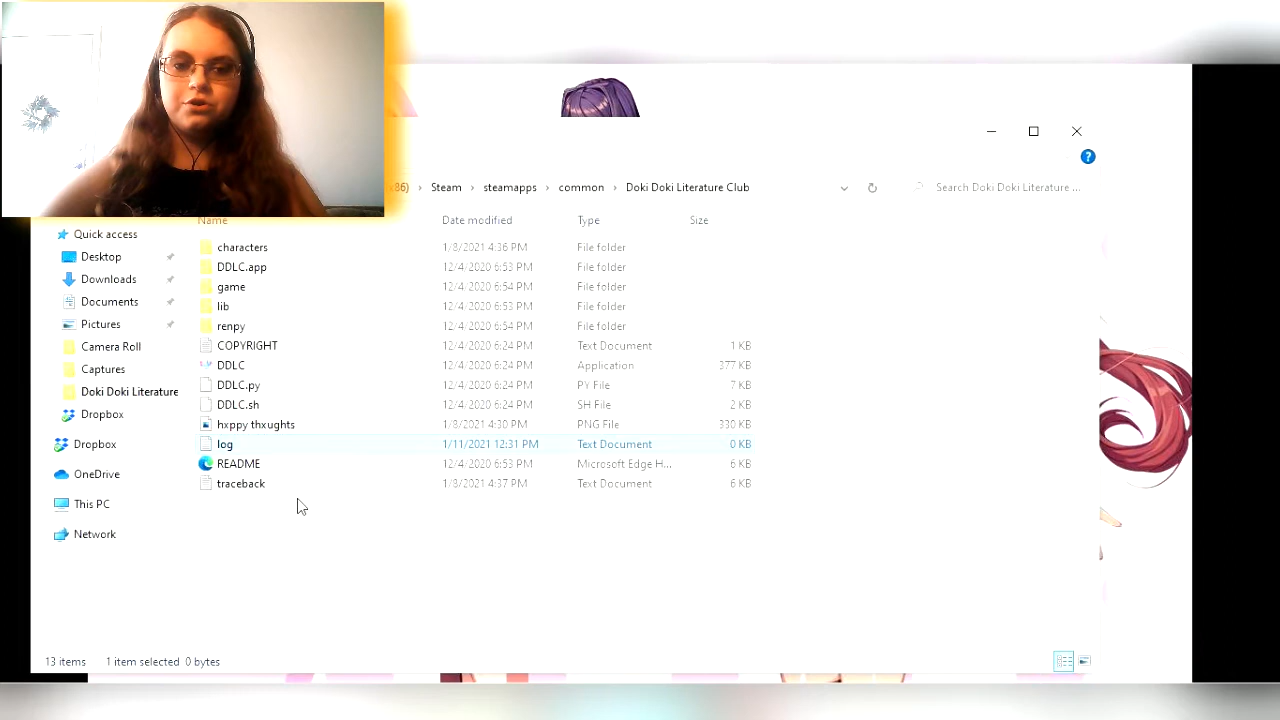 x86) › Steam › steamapps › common › Doki Doki Literature Club
Search Doki Doki Literature ...
Name Date modified Type Size
Quick access
Desktop
Downloads
Documents
Pictures
Camera Roll
Captures
Doki Doki Literature
Dropbox
Dropbox
OneDrive
This PC
Network
characters 1/8/2021 4:36 PM File folder
DDLC.app 12/4/2020 6:53 PM File folder
game 12/4/2020 6:54 PM File folder
lib 12/4/2020 6:53 PM File folder
renpy 12/4/2020 6:54 PM File folder
COPYRIGHT 12/4/2020 6:24 PM Text Document 1 KB
DDLC 12/4/2020 6:24 PM Application 377 KB
DDLC.py 12/4/2020 6:24 PM PY File 7 KB
DDLC.sh 12/4/2020 6:24 PM SH File 2 KB
hxppy thxughts 1/8/2021 4:30 PM PNG File 330 KB
log 1/11/2021 12:31 PM Text Document 0 KB
README 12/4/2020 6:53 PM Microsoft Edge H... 6 KB
traceback 1/8/2021 4:37 PM Text Document 6 KB
13 items 1 item selected 0 bytes